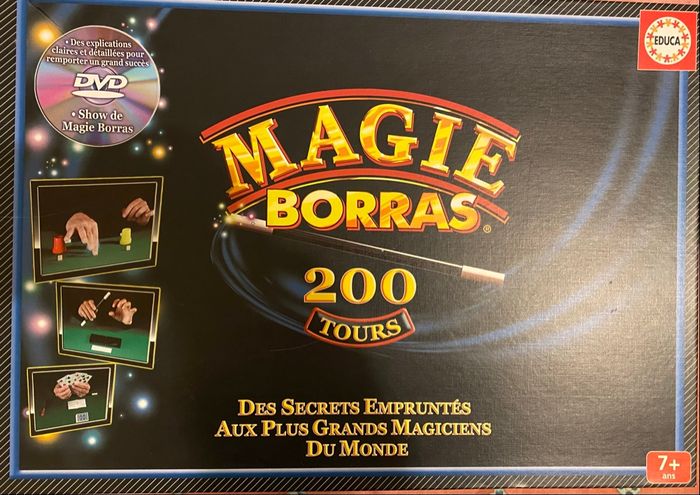 • Des explications
claires et détaillées pour
remporter un grand succès
DVD
• Show de
Magie Borras
EDUCA
MAGIE
BORRAS®
200
TOURS
DES SECRETS EMPRUNTÉS
AUX PLUS GRANDS MAGICIENS
DU MONDE
7+
ans